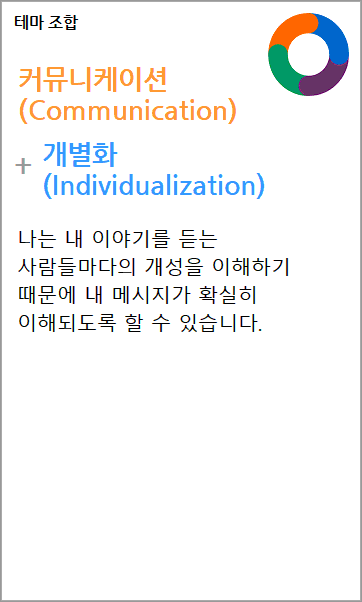 테마 조합
커뮤니케이션
(Communication)
+ 개별화
(Individualization)
나는 내 이야기를 듣는
사람들마다의 개성을 이해하기
때문에 내 메시지가 확실히
이해되도록 할 수 있습니다.